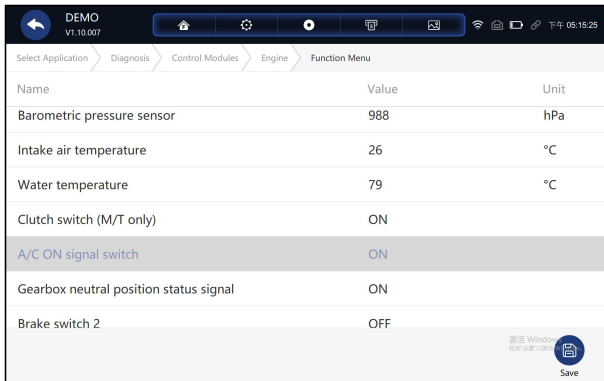 DEMO
V1.10.007
下午 05:15:25
Select Application Diagnosis Control Modules Engine Function Menu
Name Value Unit
Barometric pressure sensor 988 hPa
Intake air temperature 26 °C
Water temperature 79 °C
Clutch switch (M/T only) ON
A/C ON signal switch ON
Gearbox neutral position status signal ON
Brake switch 2 OFF
激活 Window
Save